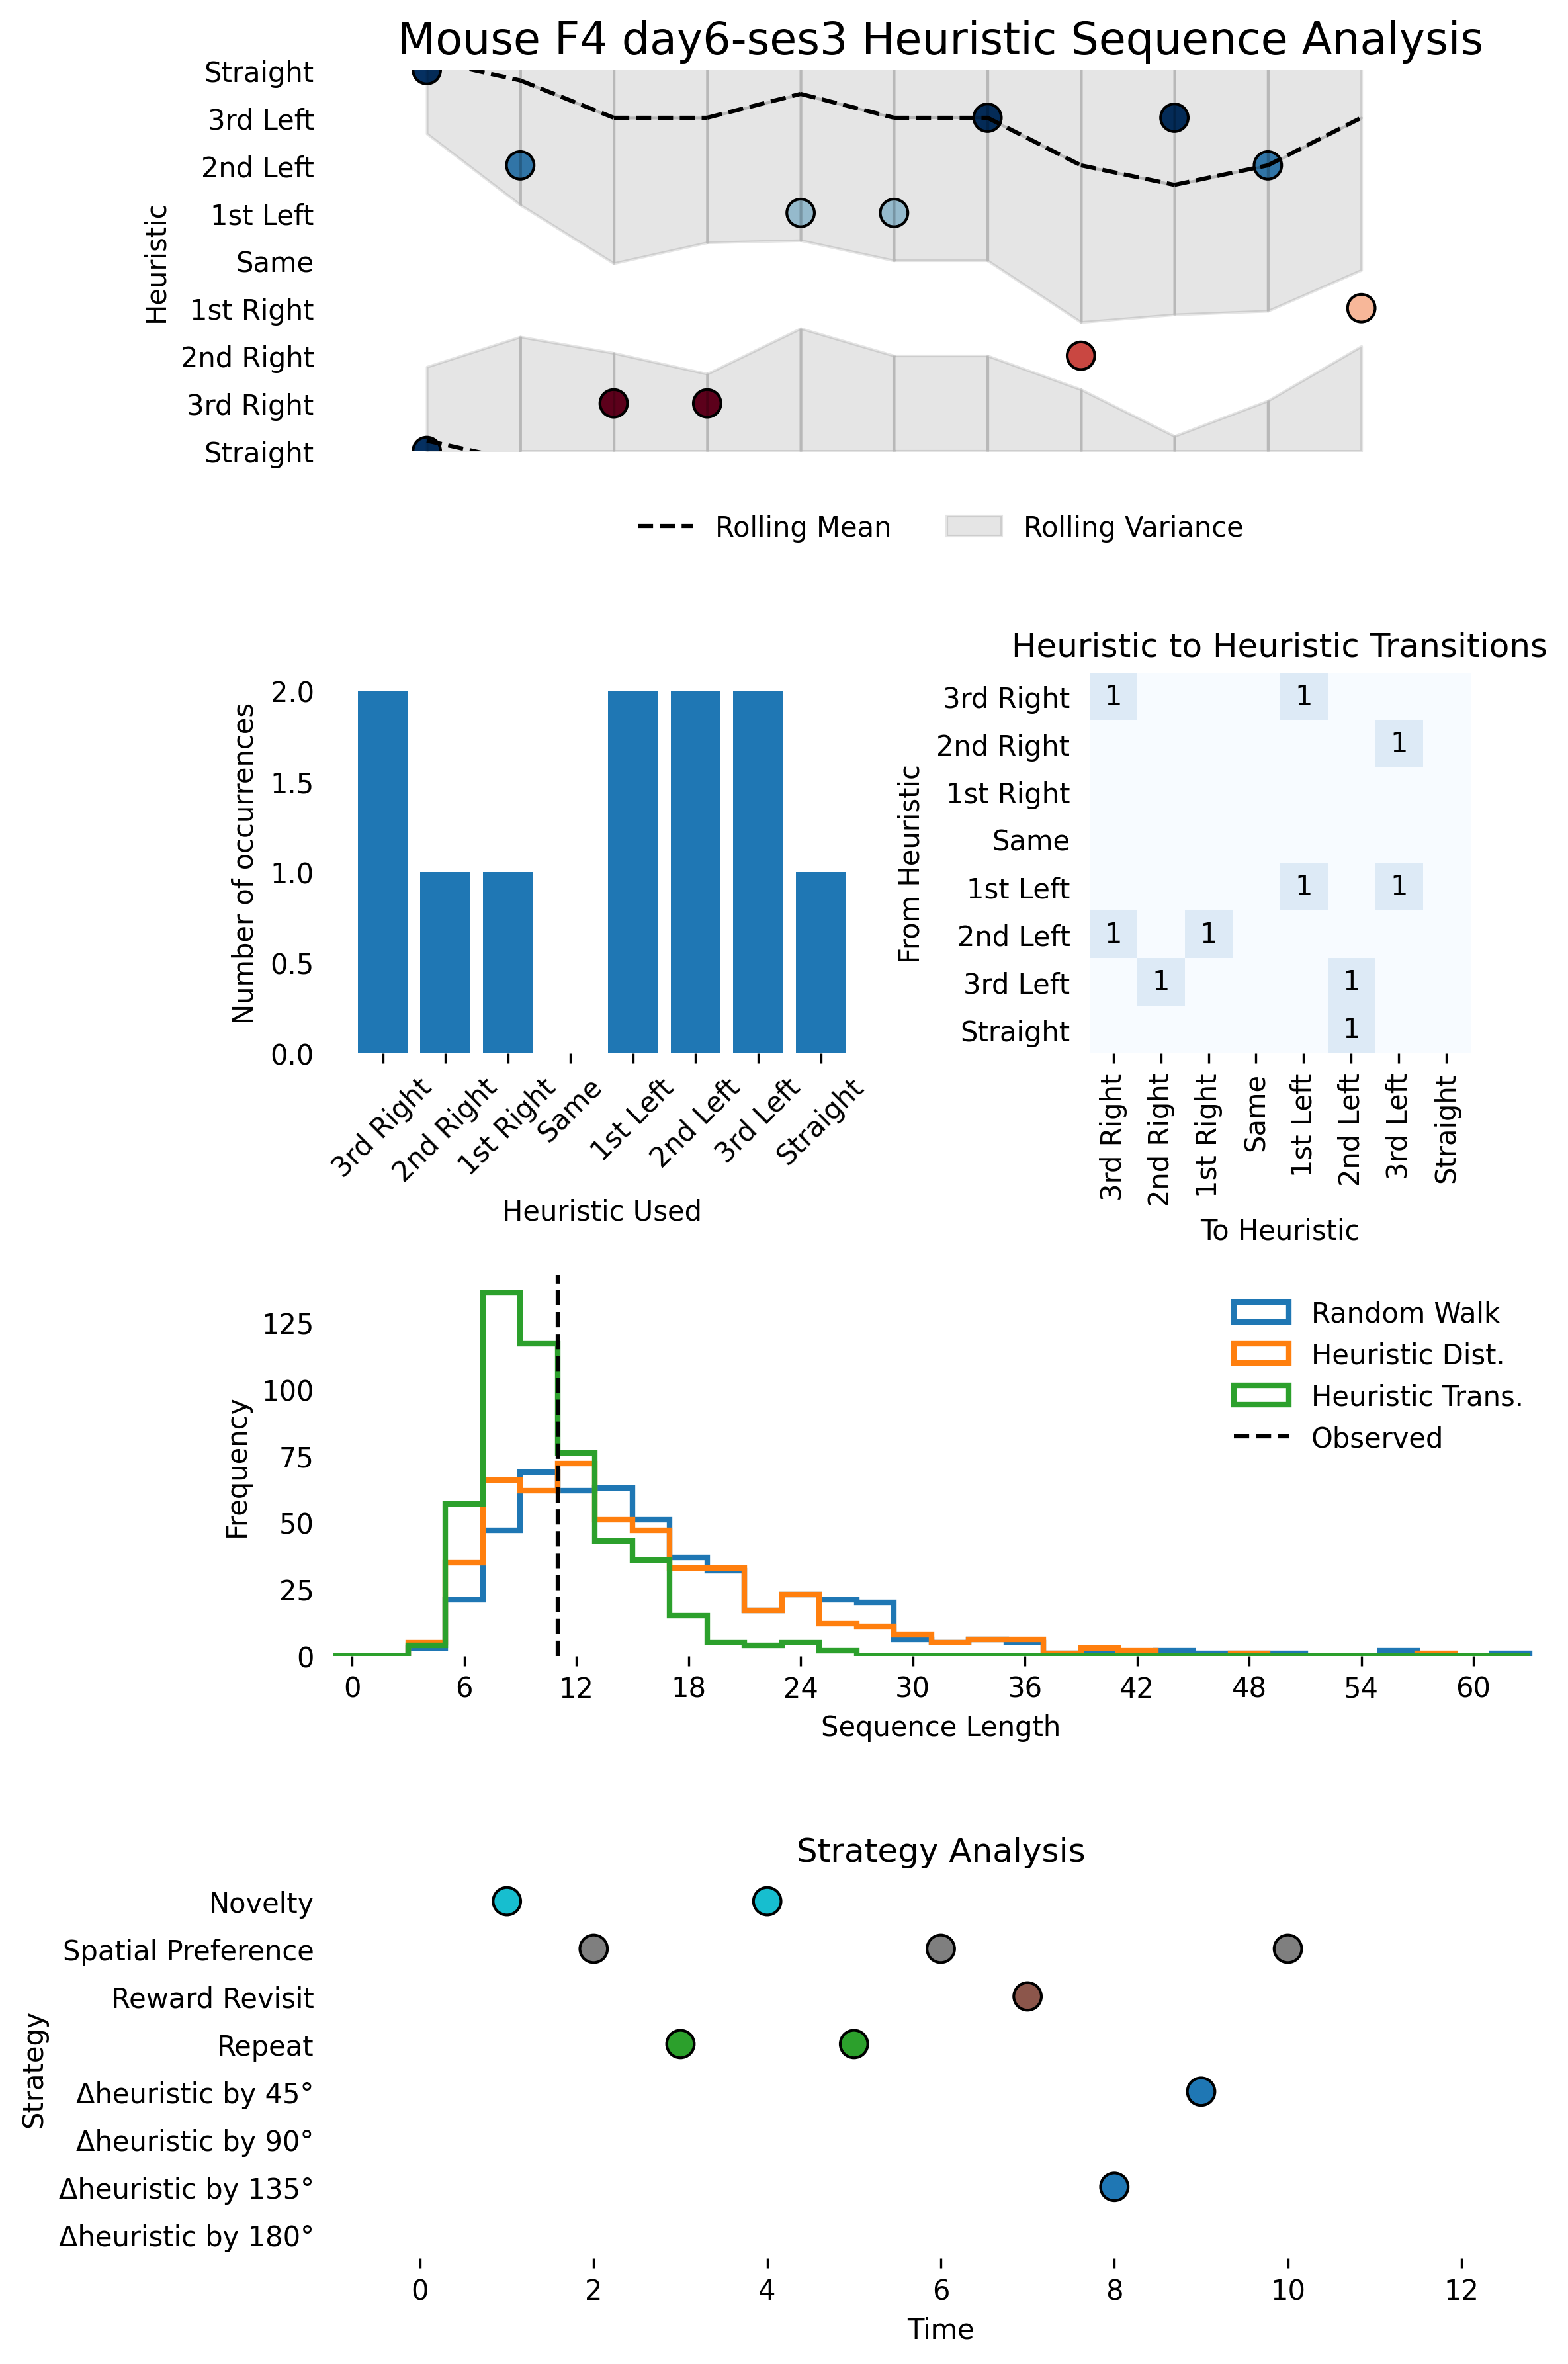 Mouse F4 day6-ses3 Heuristic Sequence Analysis
Straight
3rd Left
2nd Left
1st Left
Same
1st Right
2nd Right
3rd Right
Straight
Heuristic
Rolling Mean
Rolling Variance
Number of occurrences
2.0
1.5
1.0
0.5
0.0
3rd Right
2nd Right
1st Right
Same
1st Left
2nd Left
3rd Left
Straight
Heuristic Used
Heuristic to Heuristic Transitions
From Heuristic
3rd Right 1 1
2nd Right 1
1st Right
Same
1st Left 1 1
2nd Left 1 1
3rd Left 1 1
Straight 1
3rd Right
2nd Right
1st Right
Same
1st Left
2nd Left
3rd Left
Straight
To Heuristic
Frequency
125
100
75
50
25
0
0 6 12 18 24 30 36 42 48 54 60
Sequence Length
Random Walk
Heuristic Dist.
Heuristic Trans.
Observed
Strategy Analysis
Strategy
Novelty
Spatial Preference
Reward Revisit
Repeat
Δheuristic by 45°
Δheuristic by 90°
Δheuristic by 135°
Δheuristic by 180°
0 2 4 6 8 10 12
Time